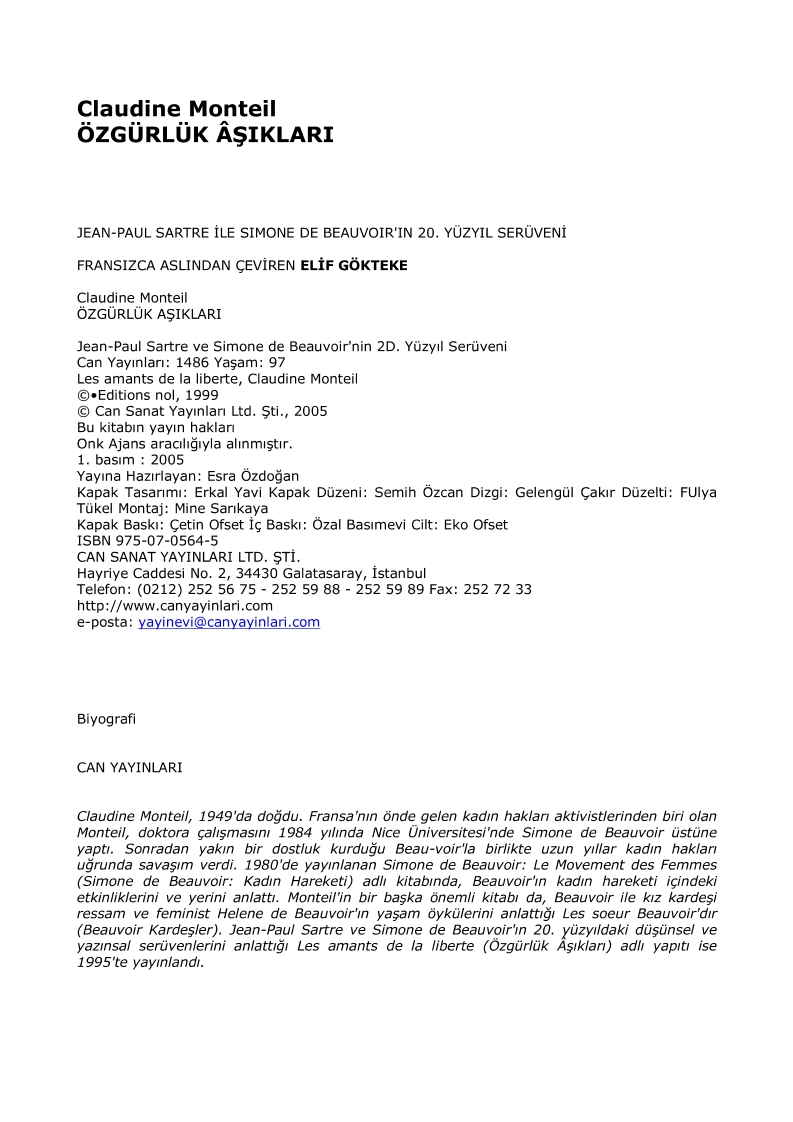 Claudine Monteil
ÖZGÜRLÜK ÂŞIKLARI
JEAN-PAUL SARTRE İLE SIMONE DE BEAUVOIR'IN 20. YÜZYIL SERÜVENİ
FRANSIZCA ASLINDAN ÇEVİREN ELİF GÖKTEKE
Claudine Monteil
ÖZGÜRLÜK AŞIKLARI
Jean-Paul Sartre ve Simone de Beauvoir'nin 2D. Yüzyıl Serüveni
Can Yayınları: 1486 Yaşam: 97
Les amants de la liberte, Claudine Monteil
©•Editions nol, 1999
© Can Sanat Yayınları Ltd. Şti., 2005
Bu kitabın yayın hakları
Onk Ajans aracılığıyla alınmıştır.
1. basım : 2005
Yayına Hazırlayan: Esra Özdoğan
Kapak Tasarımı: Erkal Yavi Kapak Düzeni: Semih Özcan Dizgi: Gelengül Çakır Düzelti: FUlya
Tükel Montaj: Mine Sarıkaya
Kapak Baskı: Çetin Ofset İç Baskı: Özal Basımevi Cilt: Eko Ofset
ISBN 975-07-0564-5
CAN SANAT YAYINLARI LTD. ŞTİ.
Hayriye Caddesi No. 2, 34430 Galatasaray, İstanbul
Telefon: (0212) 252 56 75 - 252 59 88 - 252 59 89 Fax: 252 72 33
http://www.canyayinlari.com
e-posta: yayinevi@canyayinlari.com
Biyografi
CAN YAYINLARI
Claudine Monteil, 1949'da doğdu. Fransa'nın önde gelen kadın hakları aktivistlerinden biri olan
Monteil, doktora çalışmasını 1984 yılında Nice Üniversitesi'nde Simone de Beauvoir üstüne
yaptı. Sonradan yakın bir dostluk kurduğu Beau-voir'la birlikte uzun yıllar kadın hakları
uğrunda savaşım verdi. 1980'de yayınlanan Simone de Beauvoir: Le Movement des Femmes
(Simone de Beauvoir: Kadın Hareketi) adlı kitabında, Beauvoir'ın kadın hareketi içindeki
etkinliklerini ve yerini anlattı. Monteil'in bir başka önemli kitabı da, Beauvoir ile kız kardeşi
ressam ve feminist Helene de Beauvoir'ın yaşam öykülerini anlattığı Les soeur Beauvoir'dır
(Beauvoir Kardeşler). Jean-Paul Sartre ve Simone de Beauvoir'ın 20. yüzyıldaki düşünsel ve
yazınsal serüvenlerini anlattığı Les amants de la liberte (Özgürlük Âşıkları) adlı yapıtı ise
1995'te yayınlandı.